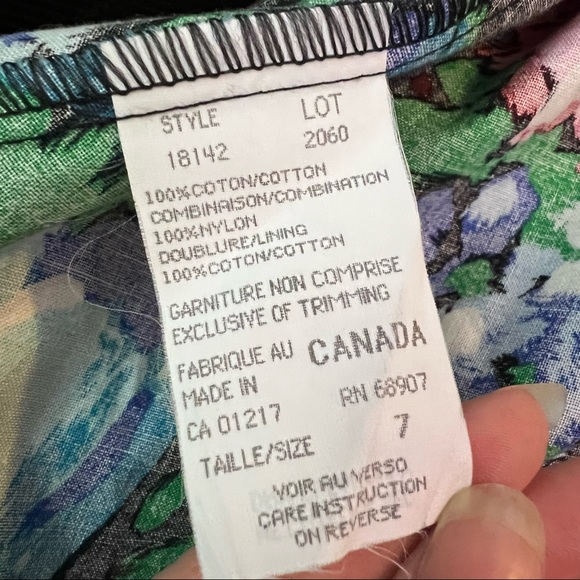 STYLE LOT
18142 2060
100%COTON/COTTON
COMBINAISON/COMBINATION
100%NYLON
DOUBLURE/LINING
100%COTON/COTTON
GARNITURE NON COMPRISE
EXCLUSIVE OF TRIMMING
FABRIQUE AU CANADA
MADE IN
CA 01217 RN 68907
TAILLE/SIZE 7
VOIR AU VERSO
CARE INSTRUCTION
ON REVERSE